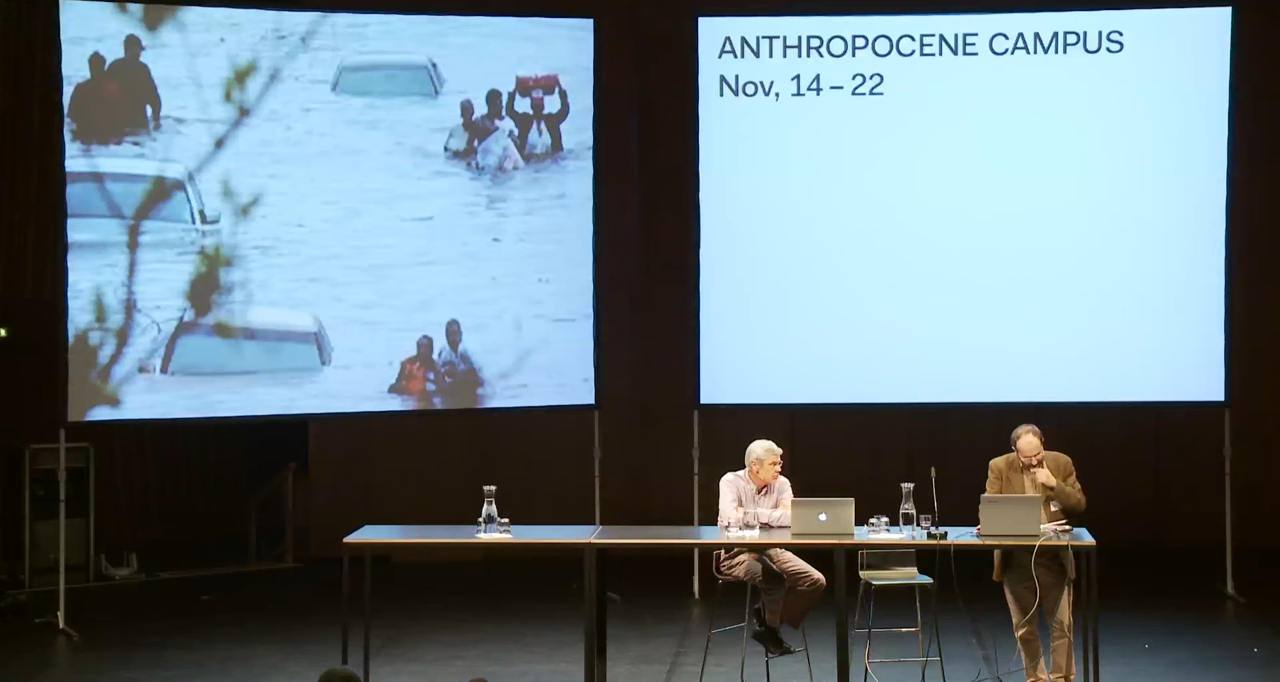 ANTHROPOCENE CAMPUS
Nov, 14 – 22